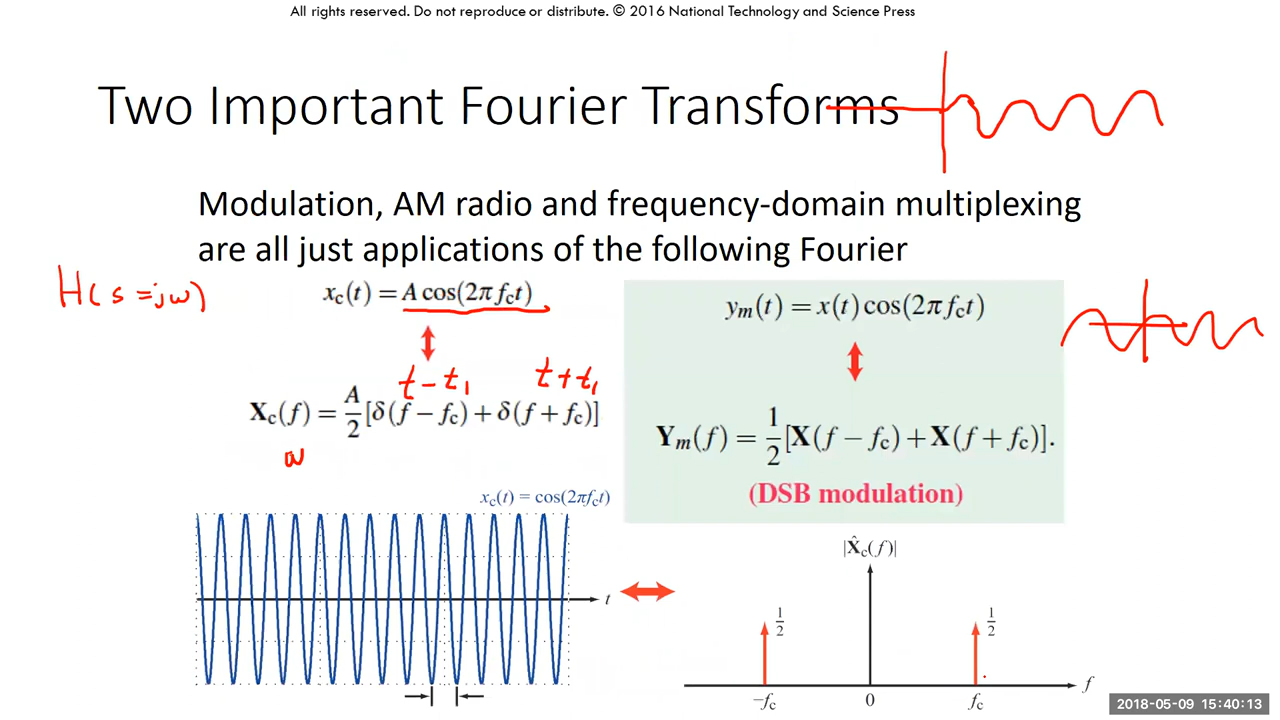 All rights reserved. Do not reproduce or distribute. © 2016 National Technology and Science Press
Two Important Fourier Transforms
Modulation, AM radio and frequency-domain multiplexing
are all just applications of the following Fourier
H(s=jω)
x_c(t) = A cos(2π f_c t)
t-t₁ t+t₁
X_c(f) = A/2 [δ(f − f_c) + δ(f + f_c)]
ω
y_m(t) = x(t) cos(2π f_c t)
Y_m(f) = 1/2 [X(f − f_c) + X(f + f_c)].
(DSB modulation)
x_c(t) = cos(2πf_c t)
t
|X̂_c(f)|
1/2 1/2
−f_c 0 f_c f
2018-05-09 15:40:13